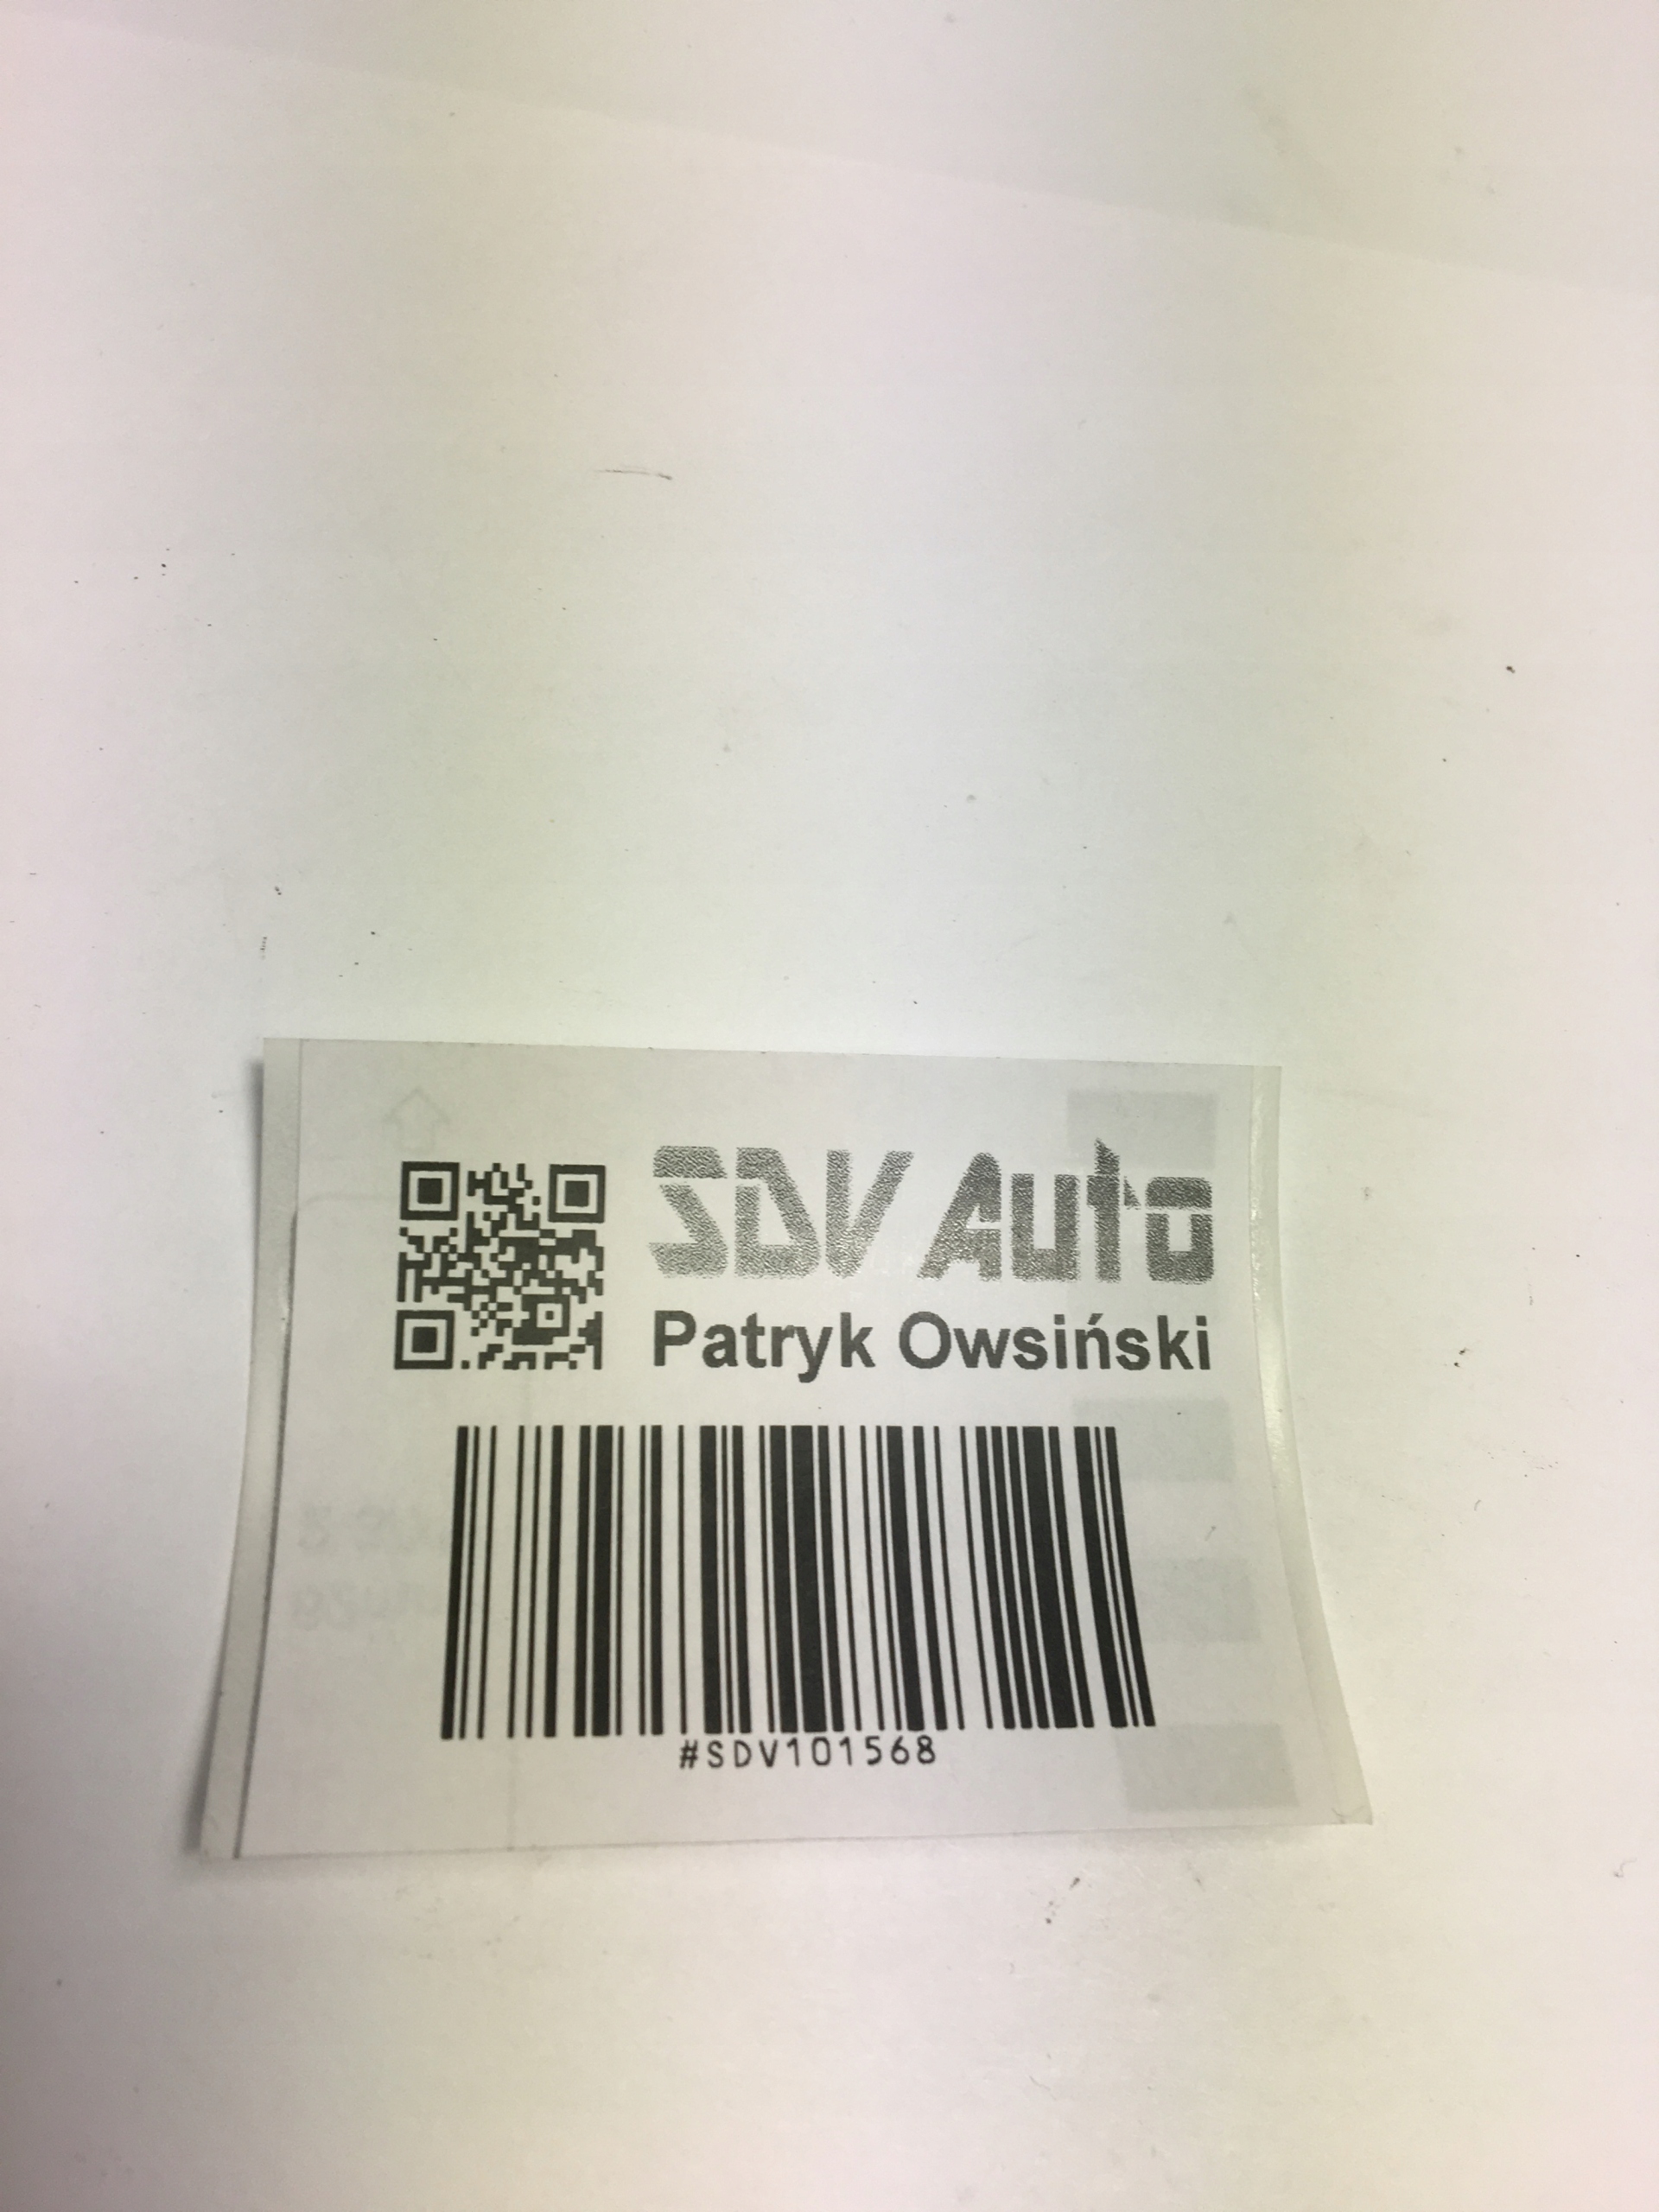 SDV Auto
Patryk Owsiński
#SDV101568